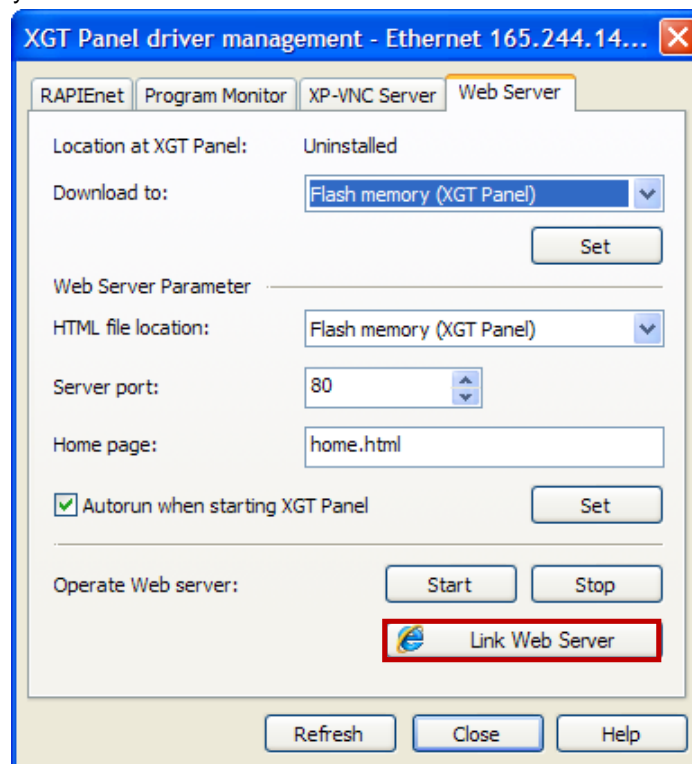 XGT Panel driver management - Ethernet 165.244.14...
RAPIEnet Program Monitor XP-VNC Server Web Server
Location at XGT Panel: Uninstalled
Download to: Flash memory (XGT Panel)
Set
Web Server Parameter
HTML file location: Flash memory (XGT Panel)
Server port: 80
Home page: home.html
Autorun when starting XGT Panel Set
Operate Web server: Start Stop
Link Web Server
Refresh Close Help